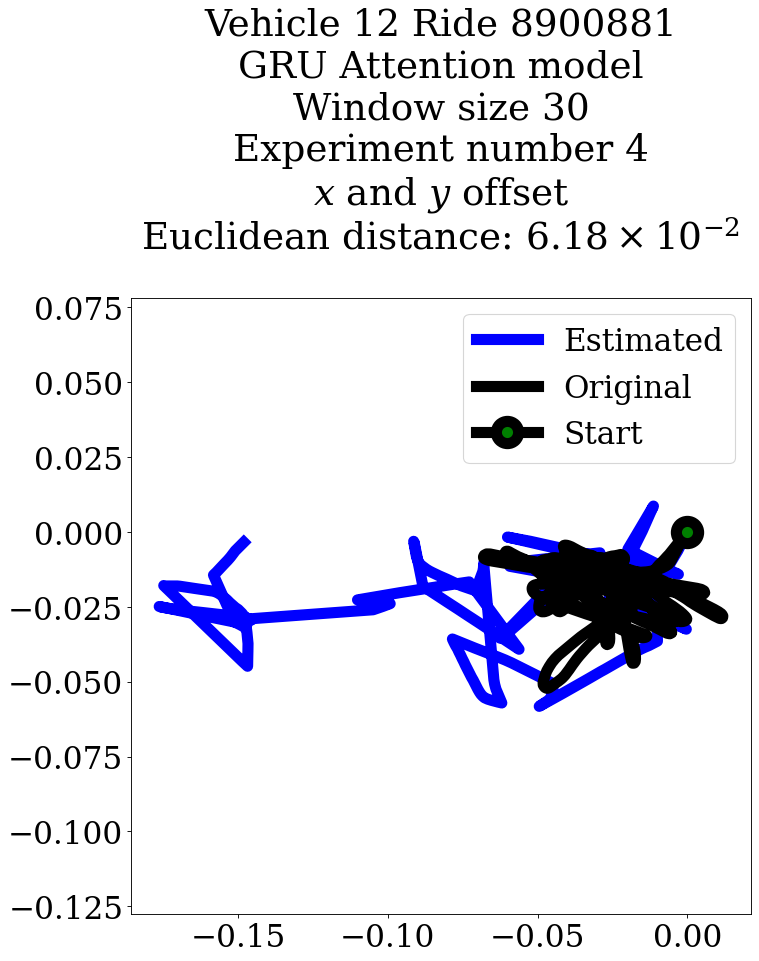 Vehicle 12 Ride 8900881
GRU Attention model
Window size 30
Experiment number 4
x and y offset
Euclidean distance: 6.18 × 10⁻²
Estimated
Original
Start
0.075
0.050
0.025
0.000
−0.025
−0.050
−0.075
−0.100
−0.125
−0.15 −0.10 −0.05 0.00